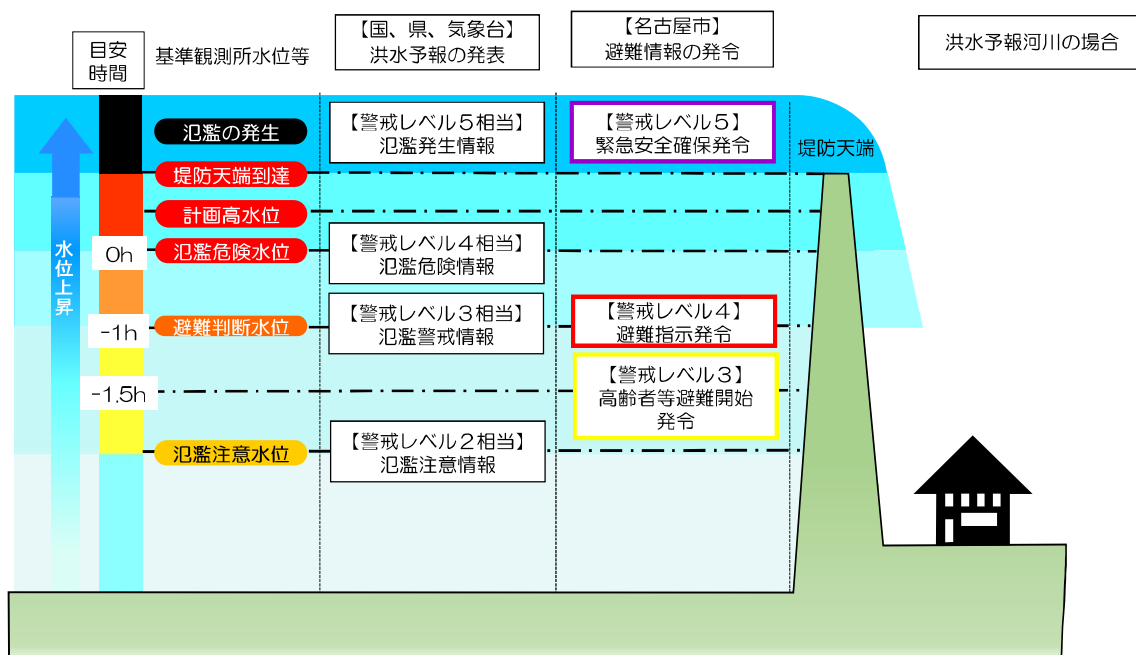 目安
時間
基準観測所水位等
【国、県、気象台】
洪水予報の発表
【名古屋市】
避難情報の発令
洪水予報河川の場合
氾濫の発生
【警戒レベル５相当】
氾濫発生情報
【警戒レベル５】
緊急安全確保発令
堤防天端
堤防天端到達
計画高水位
水位上昇
0h
氾濫危険水位
【警戒レベル４相当】
氾濫危険情報
-1h
避難判断水位
【警戒レベル３相当】
氾濫警戒情報
【警戒レベル４】
避難指示発令
-1.5h
【警戒レベル３】
高齢者等避難開始
発令
氾濫注意水位
【警戒レベル２相当】
氾濫注意情報